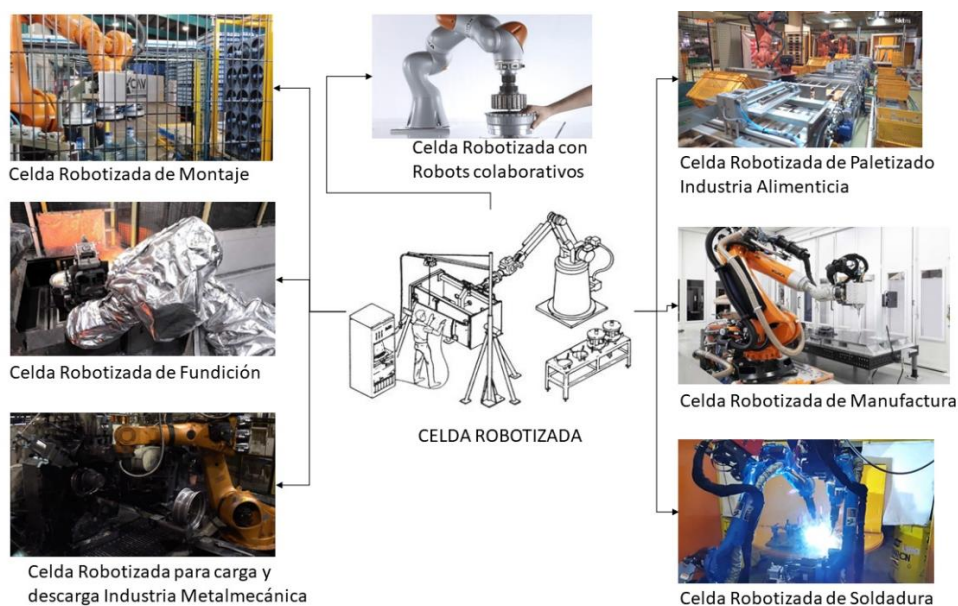 Celda Robotizada de Montaje
Celda Robotizada con
Robots colaborativos
Celda Robotizada de Paletizado
Industria Alimenticia
Celda Robotizada de Fundición
Celda Robotizada de Manufactura
CELDA ROBOTIZADA
Celda Robotizada para carga y
descarga Industria Metalmecánica
Celda Robotizada de Soldadura